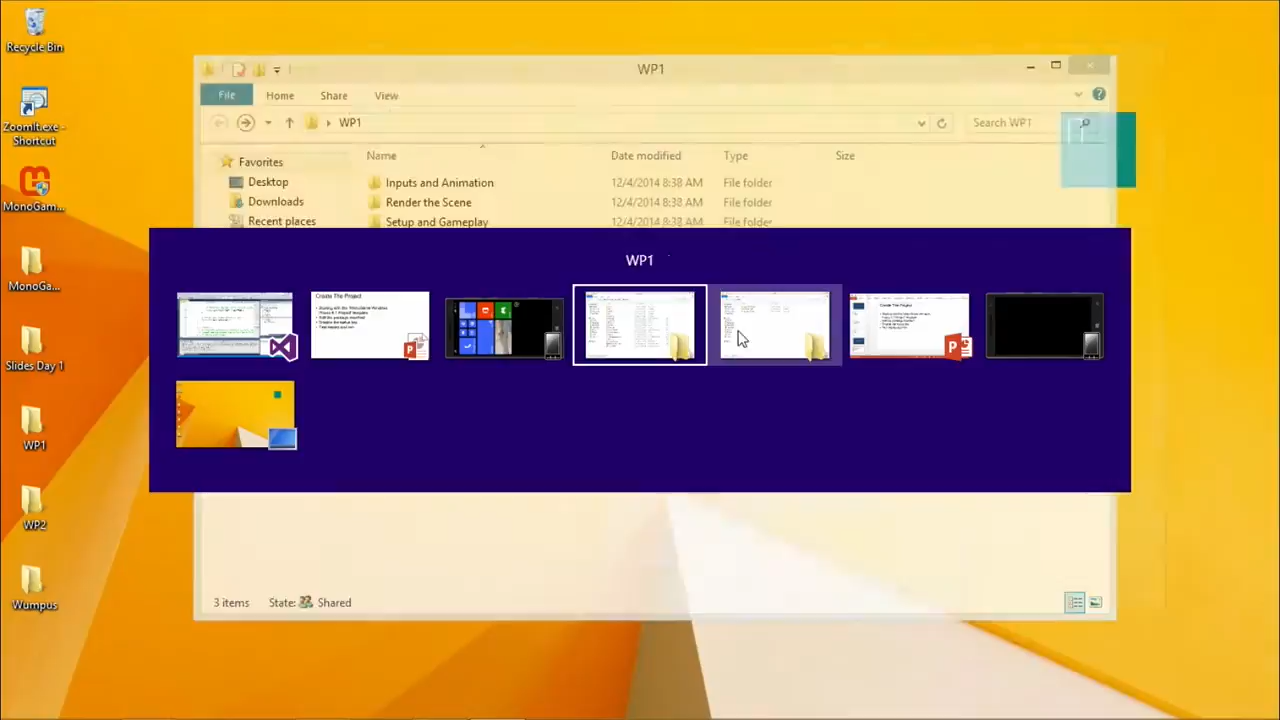 Recycle Bin
ZoomIt.exe -
Shortcut
MonoGam...
MonoGa...
Slides Day 1
WP1
WP2
Wumpus
WP1
File
Home
Share
View
WP1
Search WP1
Favorites
Desktop
Downloads
Recent places
Name
Date modified
Type
Size
Inputs and Animation
12/4/2014 8:38 AM
File folder
Render the Scene
12/4/2014 8:38 AM
File folder
Setup and Gameplay
12/4/2014 8:38 AM
File folder
WP1
Create The Project
3 items
State:
Shared